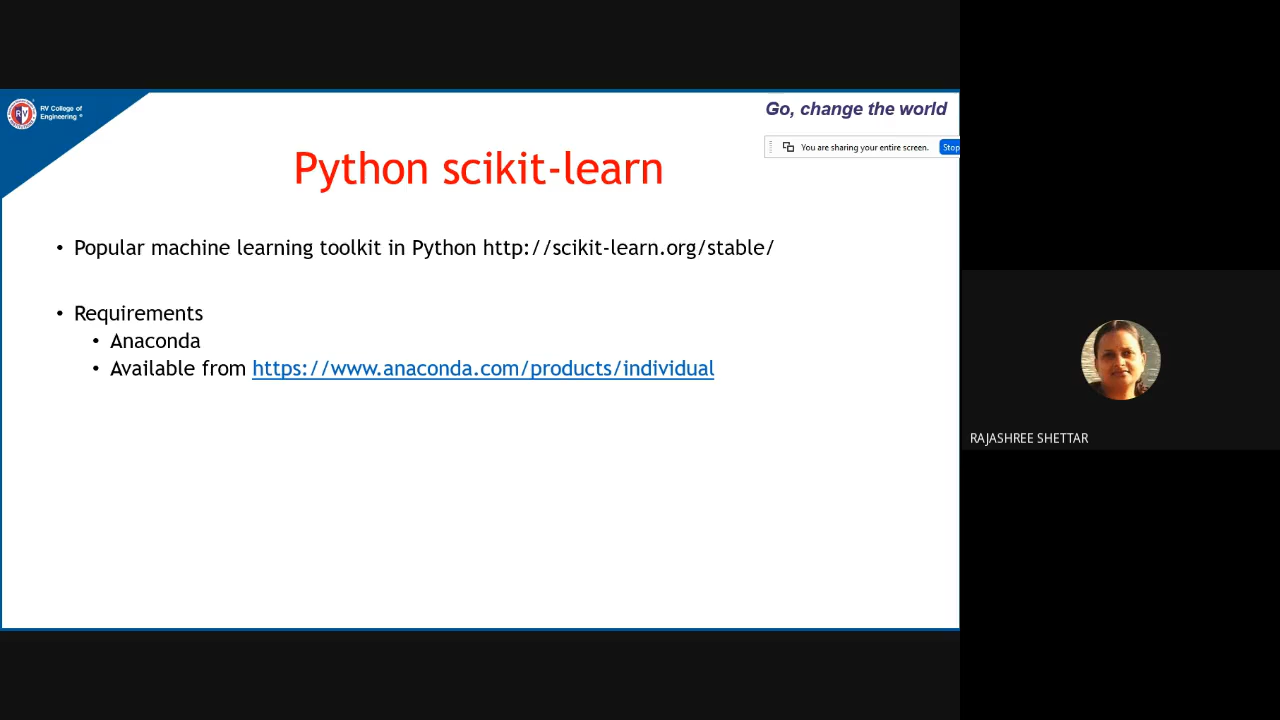 RV College of
Engineering ®
Go, change the world
You are sharing your entire screen.
Stop
Python scikit-learn
• Popular machine learning toolkit in Python http://scikit-learn.org/stable/
• Requirements
• Anaconda
• Available from https://www.anaconda.com/products/individual
RAJASHREE SHETTAR